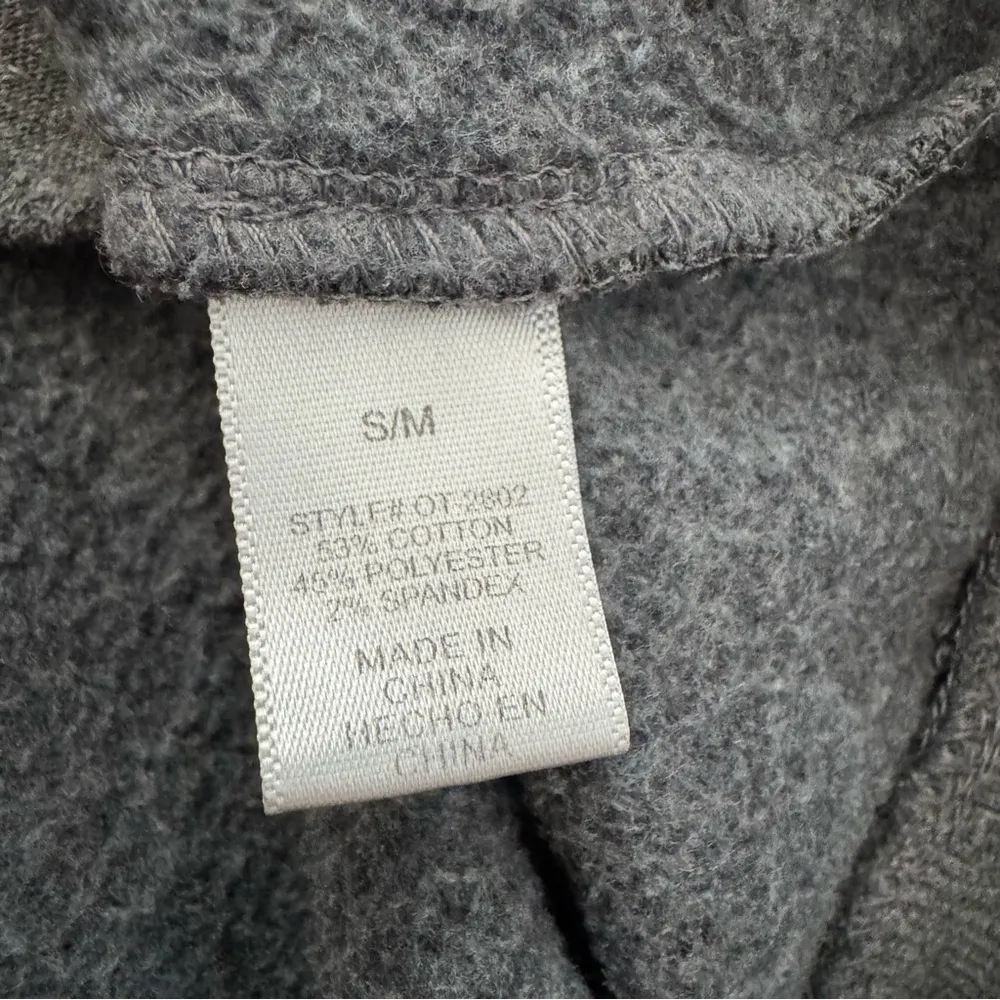 S/M
STYLE# OT 2802
53% COTTON
45% POLYESTER
2% SPANDEX
MADE IN
CHINA
HECHO EN
CHINA